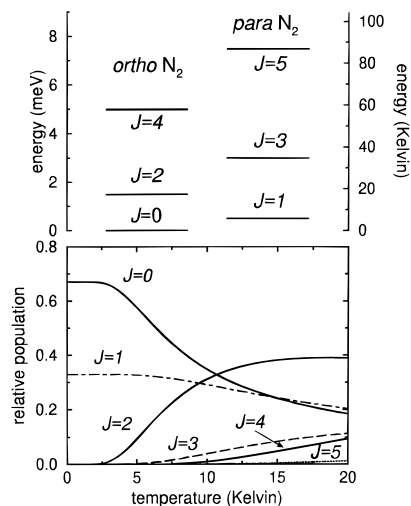 ortho N2
para N2
J=5
J=4
J=3
J=2
J=1
J=0
energy (meV)
8
6
4
2
0
energy (Kelvin)
100
80
60
40
20
0
relative population
0.8
0.6
0.4
0.2
0.0
J=0
J=1
J=2
J=3
J=4
J=5
0 5 10 15 20
temperature (Kelvin)